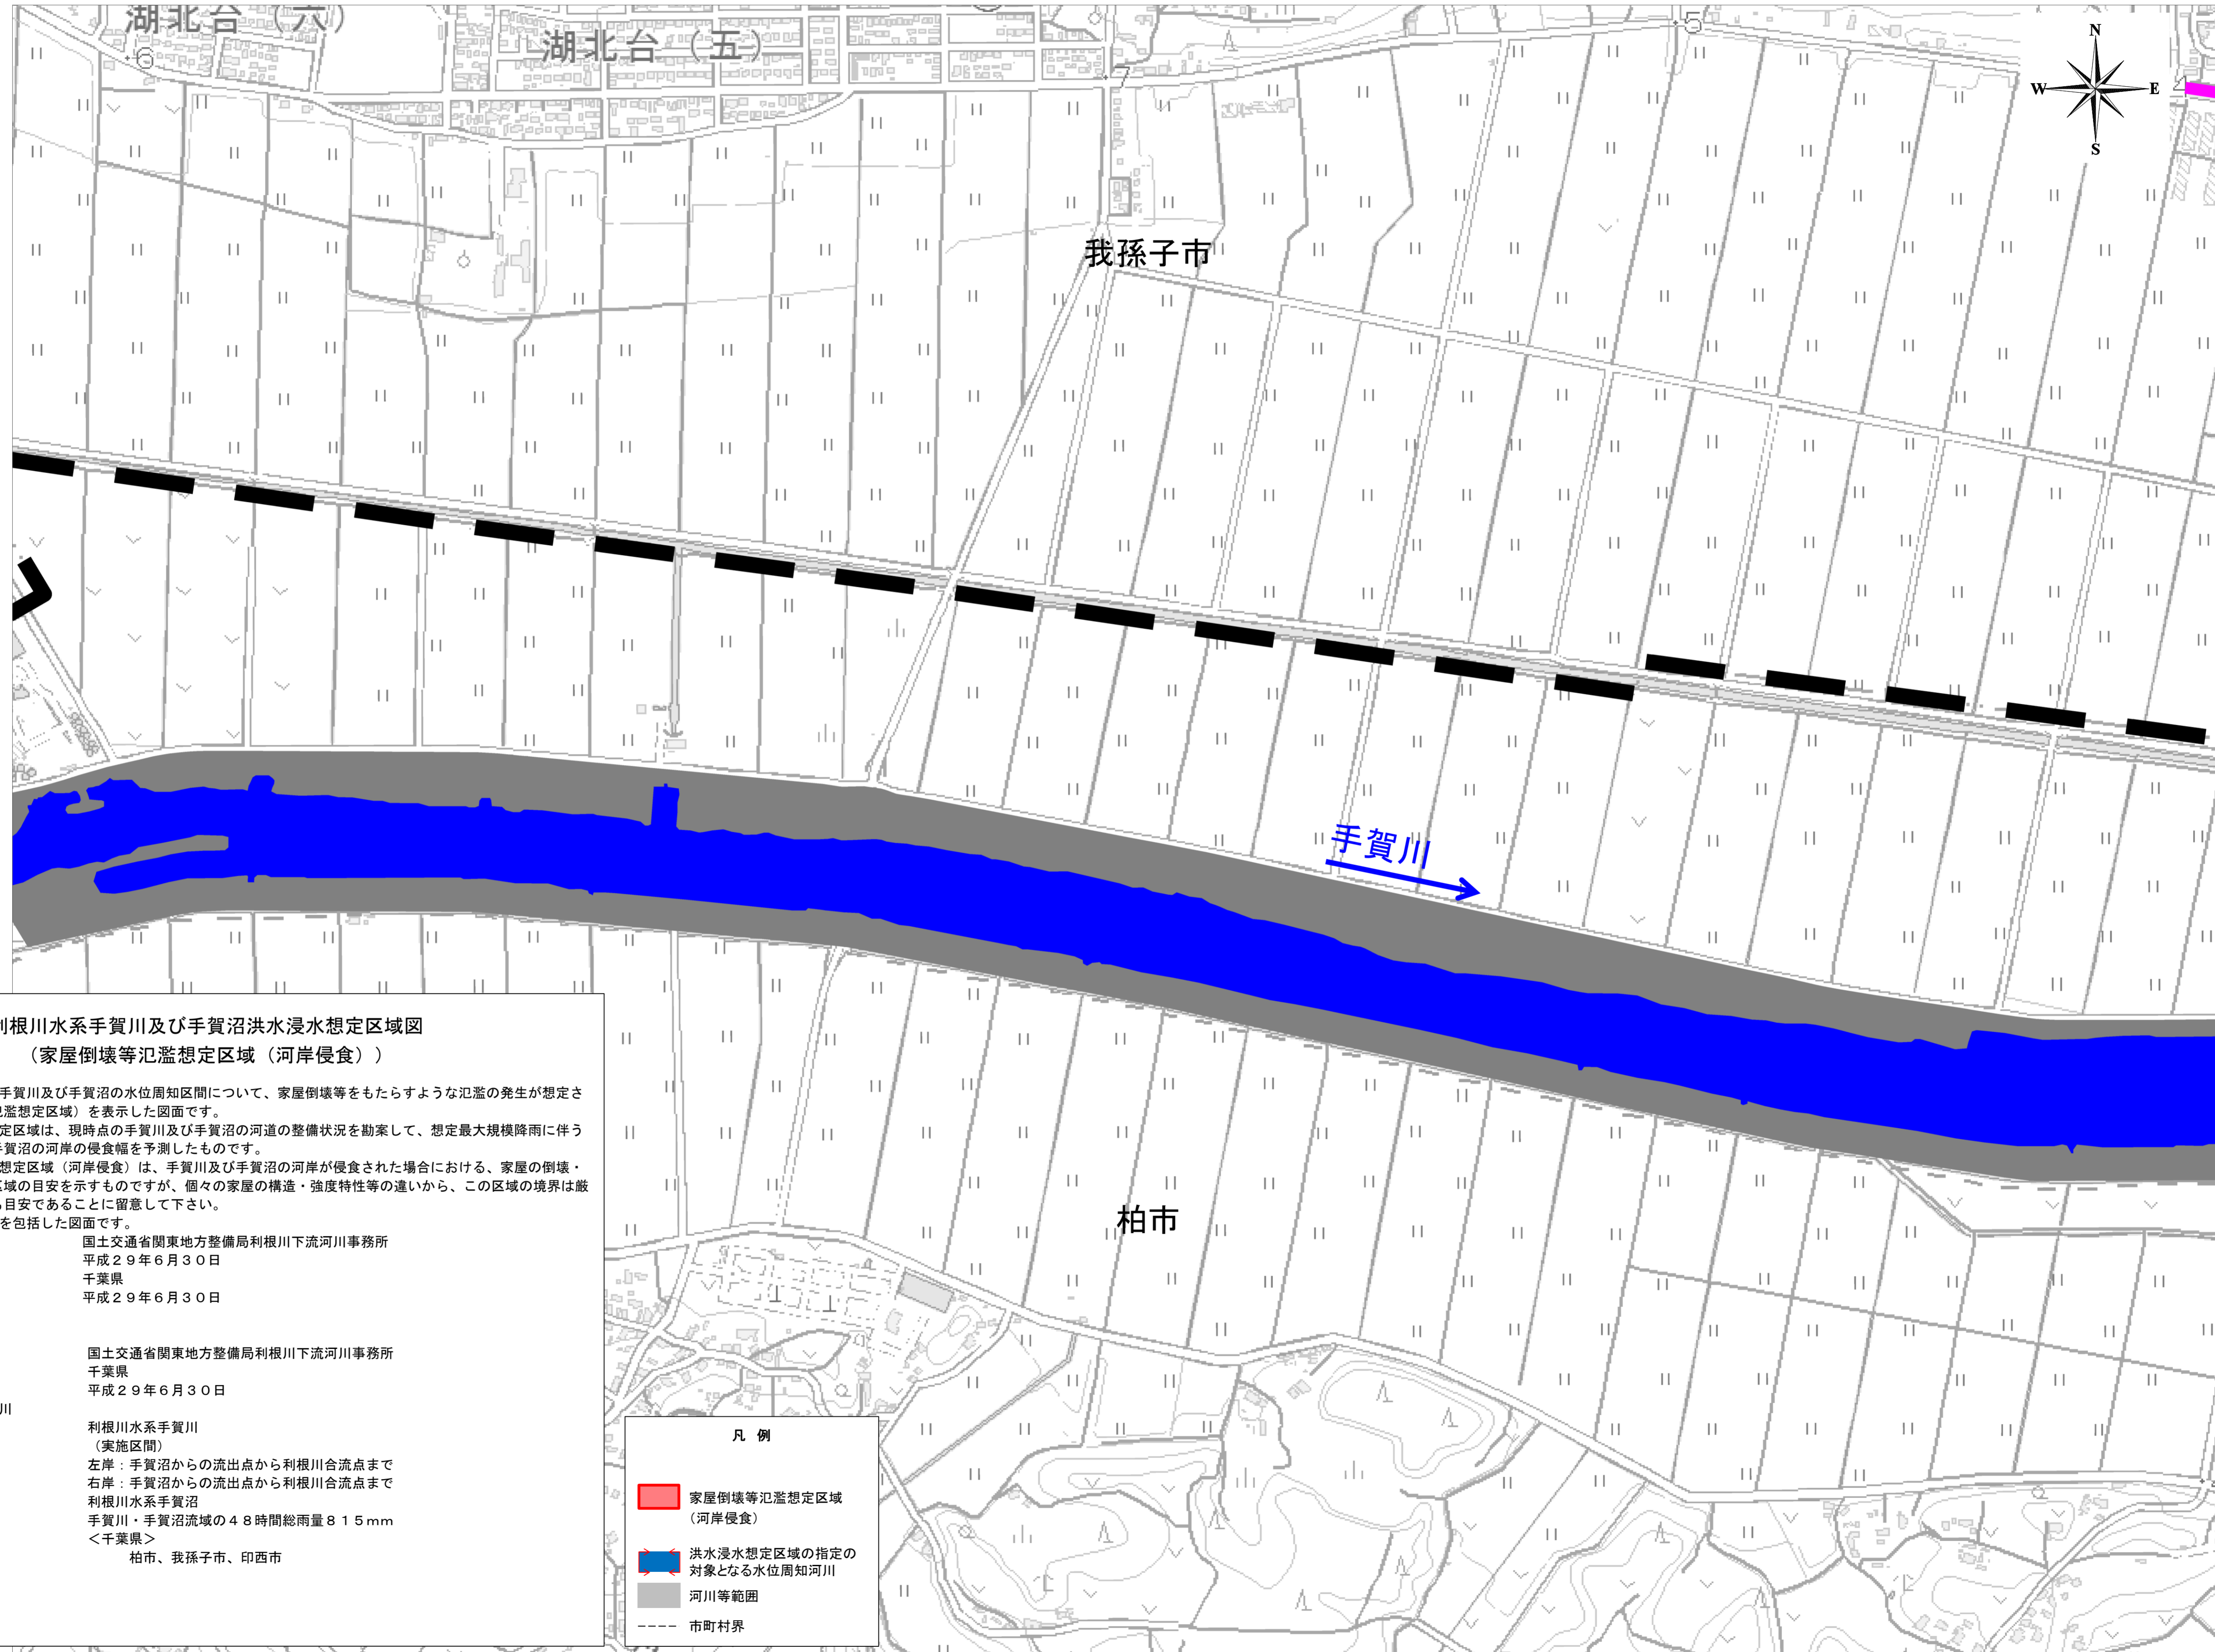 湖北台（六）
湖北台（五）
6
7
5
4
N
W
E
S
我孫子市
手賀川
柏市
利根川水系手賀川及び手賀沼洪水浸水想定区域図
（家屋倒壊等氾濫想定区域（河岸侵食））
手賀川及び手賀沼の水位周知区間について、家屋倒壊等をもたらすような氾濫の発生が想定さ
氾濫想定区域）を表示した図面です。
定区域は、現時点の手賀川及び手賀沼の河道の整備状況を勘案して、想定最大規模降雨に伴う
手賀沼の河岸の侵食幅を予測したものです。
想定区域（河岸侵食）は、手賀川及び手賀沼の河岸が侵食された場合における、家屋の倒壊・
区域の目安を示すものですが、個々の家屋の構造・強度特性等の違いから、この区域の境界は厳
も目安であることに留意して下さい。
を包括した図面です。
国土交通省関東地方整備局利根川下流河川事務所
平成２９年６月３０日
千葉県
平成２９年６月３０日
国土交通省関東地方整備局利根川下流河川事務所
千葉県
平成２９年６月３０日
川
利根川水系手賀川
（実施区間）
左岸：手賀沼からの流出点から利根川合流点まで
右岸：手賀沼からの流出点から利根川合流点まで
利根川水系手賀沼
手賀川・手賀沼流域の４８時間総雨量８１５mm
＜千葉県＞
柏市、我孫子市、印西市
凡 例
家屋倒壊等氾濫想定区域
（河岸侵食）
洪水浸水想定区域の指定の
対象となる水位周知河川
河川等範囲
市町村界